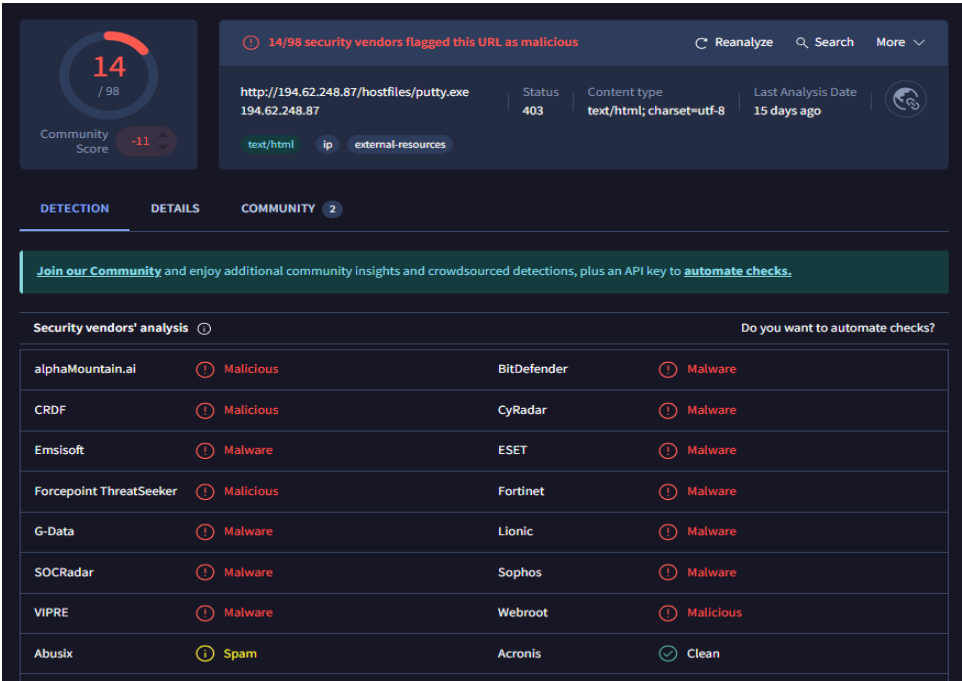 14
/ 98
Community
Score
-11
14/98 security vendors flagged this URL as malicious
Reanalyze
Search
More
http://194.62.248.87/hostfiles/putty.exe
194.62.248.87
Status
403
Content type
text/html; charset=utf-8
Last Analysis Date
15 days ago
text/html
ip
external-resources
DETECTION
DETAILS
COMMUNITY 2
Join our Community and enjoy additional community insights and crowdsourced detections, plus an API key to automate checks.
Security vendors' analysis
Do you want to automate checks?
alphaMountain.ai Malicious BitDefender Malware
CRDF Malicious CyRadar Malware
Emsisoft Malware ESET Malware
Forcepoint ThreatSeeker Malicious Fortinet Malware
G-Data Malware Lionic Malware
SOCRadar Malware Sophos Malware
VIPRE Malware Webroot Malicious
Abusix Spam Acronis Clean